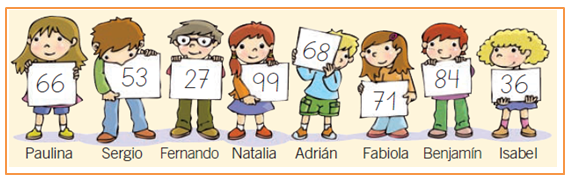 66 53 27 99 68 71 84 36
Paulina Sergio Fernando Natalia Adrián Fabiola Benjamín Isabel